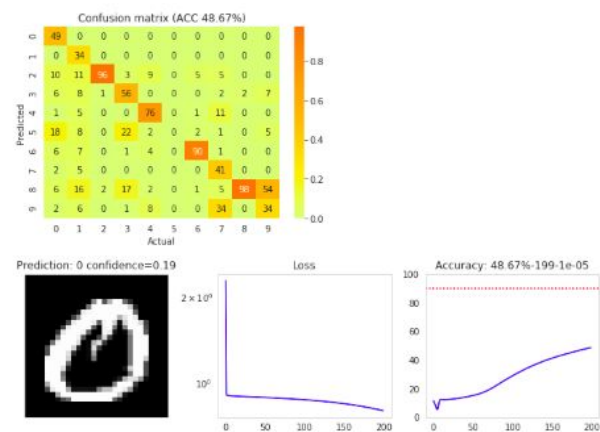 Confusion matrix (ACC 48.67%)
0 49 0 0 0 0 0 0 0 0 0
1 0 34 0 0 0 0 0 0 0 0
2 10 11 96 3 9 0 5 5 0 0
3 6 8 1 56 0 0 0 2 2 7
4 1 5 0 0 76 0 1 11 0 0
5 18 8 0 22 2 0 2 1 0 5
6 6 7 0 1 4 0 90 1 0 0
7 2 5 0 0 0 0 0 41 0 0
8 6 16 2 17 2 0 1 5 98 54
9 2 6 0 1 8 0 0 34 0 34
0 1 2 3 4 5 6 7 8 9
Predicted
Actual
0.8
0.6
0.4
0.2
0.0
Prediction: 0 confidence=0.19
Loss
2 × 10⁰
10⁰
0 50 100 150 200
Accuracy: 48.67%-199-1e-05
100
80
60
40
20
0
0 50 100 150 200